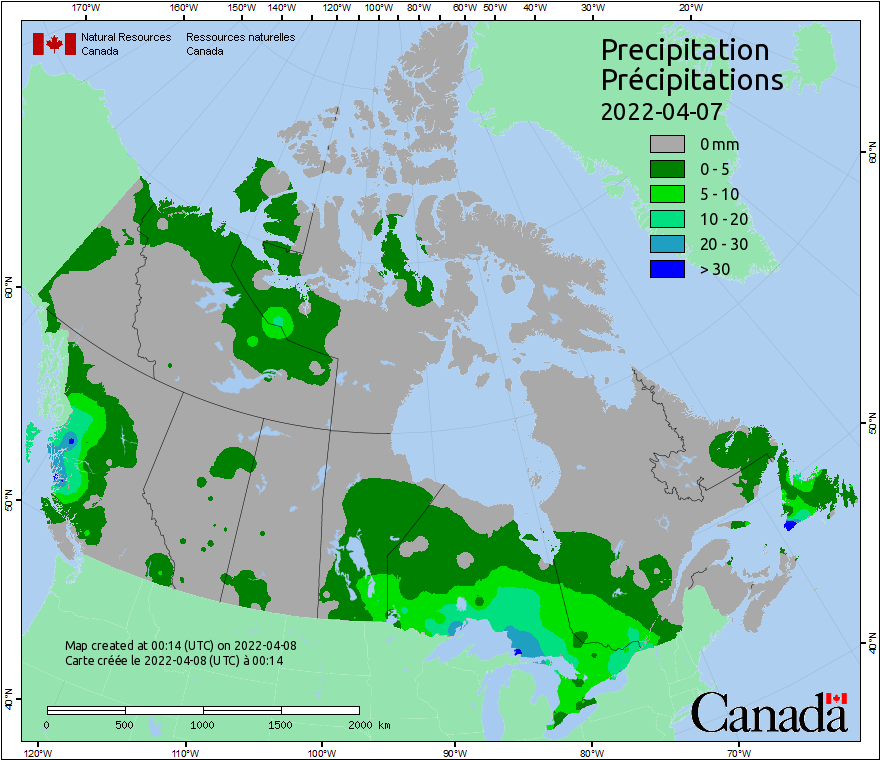 170°W 160°W 150°W 140°W 120°W 100°W 80°W 60°W 50°W 40°W 30°W 20°W
Natural Resources Ressources naturelles
Canada Canada
Precipitation
Précipitations
2022-04-07
0 mm
0 - 5
5 - 10
10 - 20
20 - 30
> 30
60°N
60°N
50°N
50°N
40°N
40°N
Map created at 00:14 (UTC) on 2022-04-08
Carte créée le 2022-04-08 (UTC) à 00:14
0 500 1000 1500 2000 km
Canada
120°W 110°W 100°W 90°W 80°W 70°W